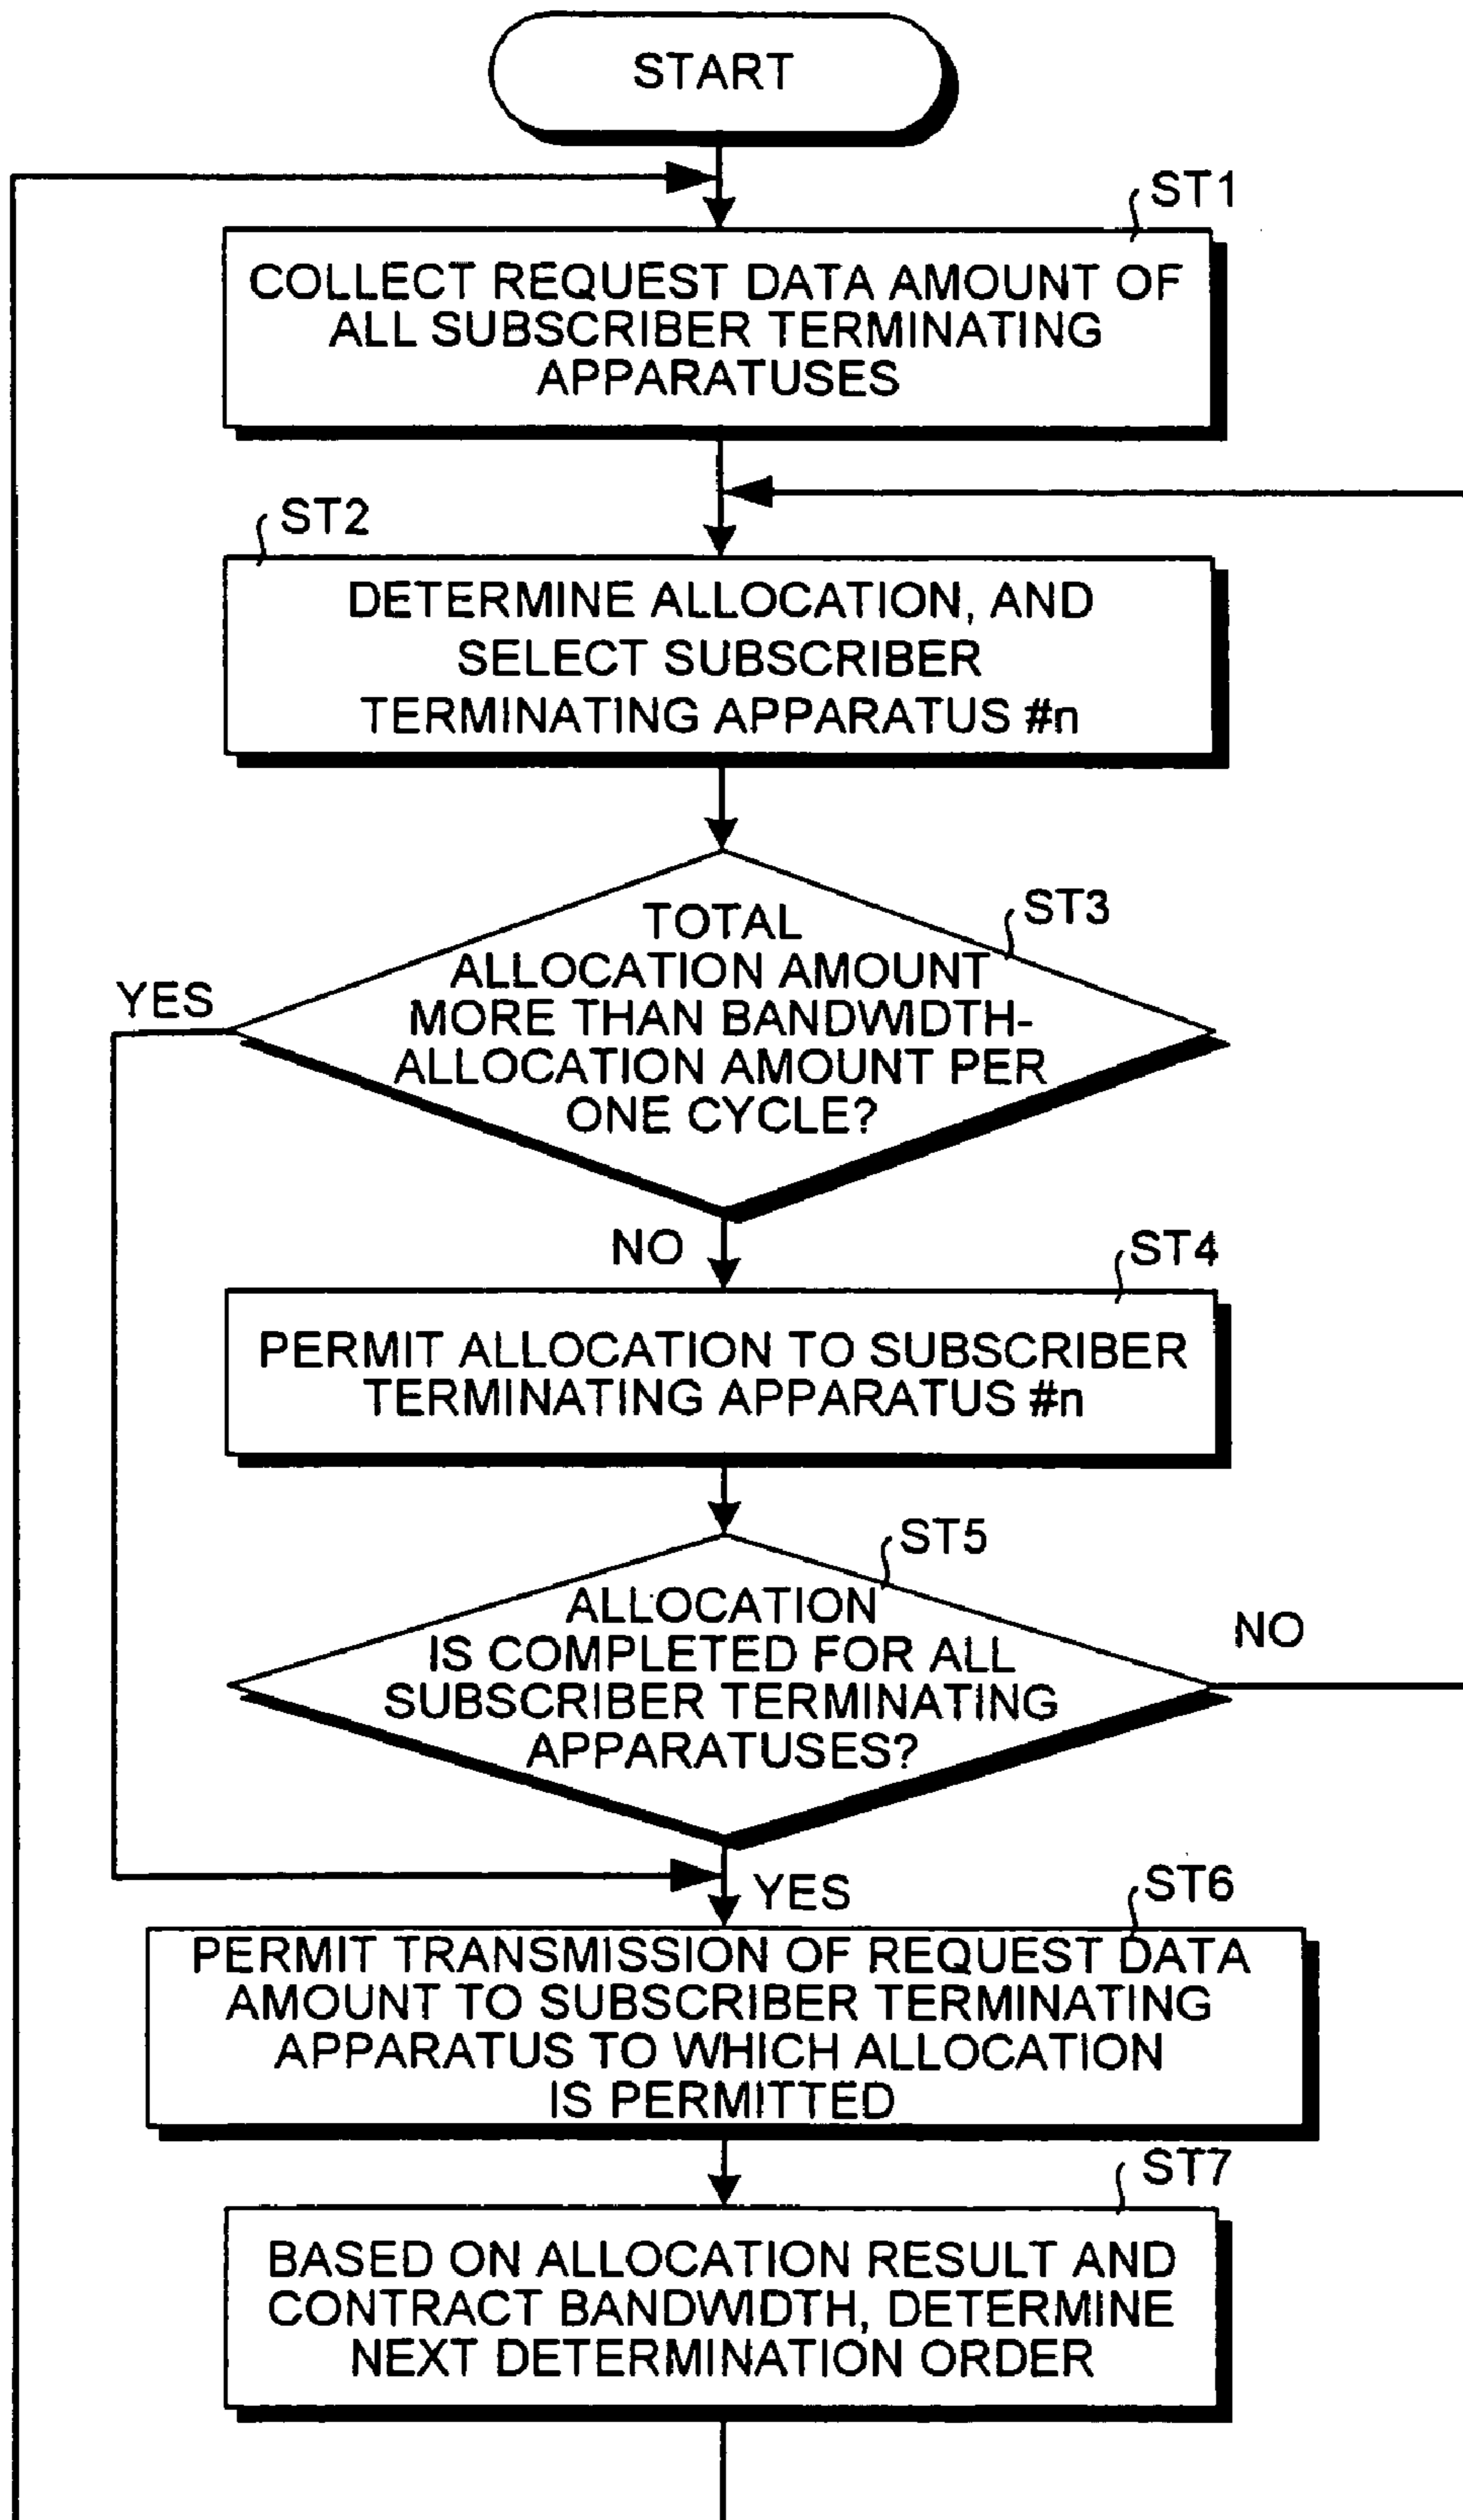 START
ST1
COLLECT REQUEST DATA AMOUNT OF
ALL SUBSCRIBER TERMINATING
APPARATUSES
ST2
DETERMINE ALLOCATION, AND
SELECT SUBSCRIBER
TERMINATING APPARATUS #n
ST3
TOTAL
ALLOCATION AMOUNT
MORE THAN BANDWIDTH-
ALLOCATION AMOUNT PER
ONE CYCLE?
YES
NO
ST4
PERMIT ALLOCATION TO SUBSCRIBER
TERMINATING APPARATUS #n
ST5
ALLOCATION
IS COMPLETED FOR ALL
SUBSCRIBER TERMINATING
APPARATUSES?
NO
YES
ST6
PERMIT TRANSMISSION OF REQUEST DATA
AMOUNT TO SUBSCRIBER TERMINATING
APPARATUS TO WHICH ALLOCATION
IS PERMITTED
ST7
BASED ON ALLOCATION RESULT AND
CONTRACT BANDWIDTH, DETERMINE
NEXT DETERMINATION ORDER